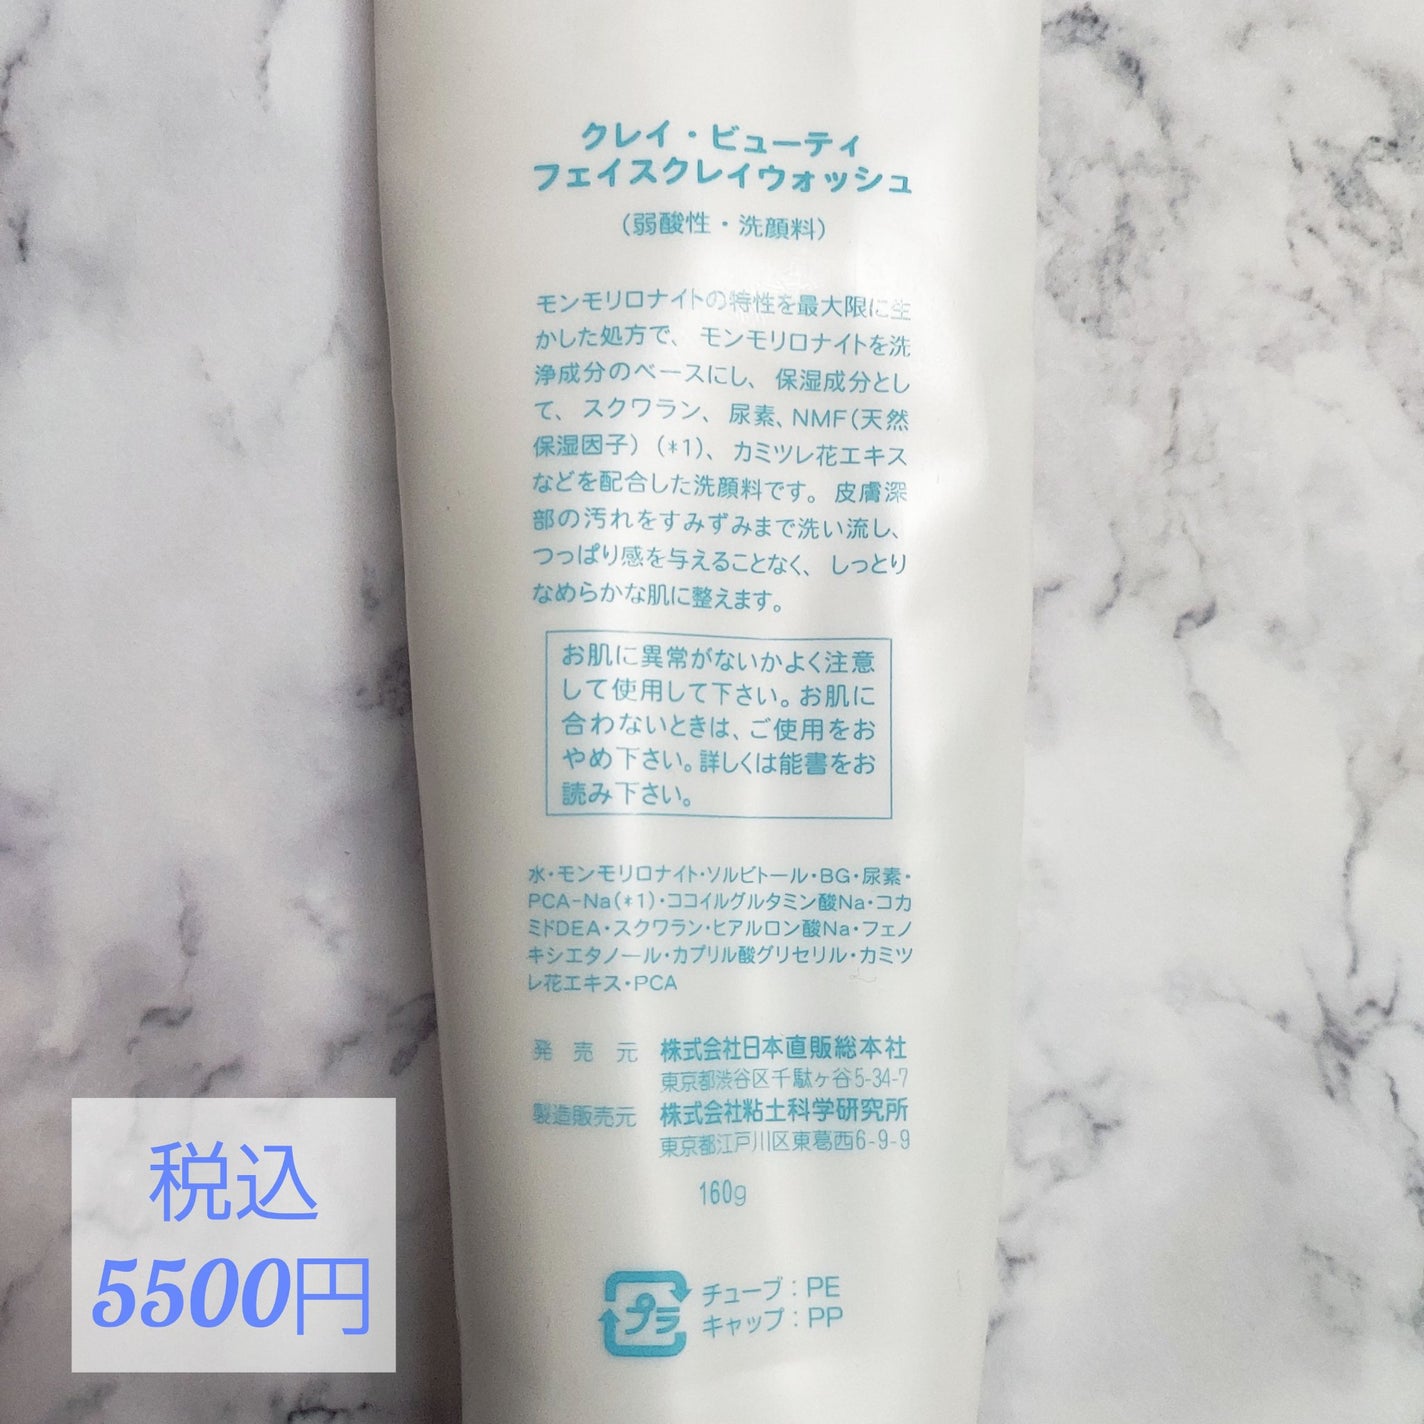 クレイ・ビューティ
フェイスクレイウォッシュ
(弱酸性・洗顔料)
モンモリロナイトの特性を最大限に生
かした処方で、モンモリロナイトを洗
浄成分のベースにし、保湿成分とし
て、スクワラン、尿素、NMF(天然
保湿因子)(*1)、カミツレ花エキス
などを配合した洗顔料です。皮膚深
部の汚れをすみずみまで洗い流し、
つっぱり感を与えることなく、しっとり
なめらかな肌に整えます。
お肌に異常がないかよく注意
して使用して下さい。お肌に
合わないときは、ご使用をお
やめ下さい。詳しくは能書をお
読み下さい。
水・モンモリロナイト・ソルビトール・BG・尿素・
PCA-Na(*1)・ココイルグルタミン酸Na・コカ
ミドDEA・スクワラン・ヒアルロン酸Na・フェノ
キシエタノール・カプリル酸グリセリル・カミツ
レ花エキス・PCA
発売元 株式会社日本直販総本社
東京都渋谷区千駄ヶ谷5-34-7
製造販売元 株式会社粘土科学研究所
東京都江戸川区東葛西6-9-9
160g
プラ チューブ:PE
キャップ:PP
税込
5500円